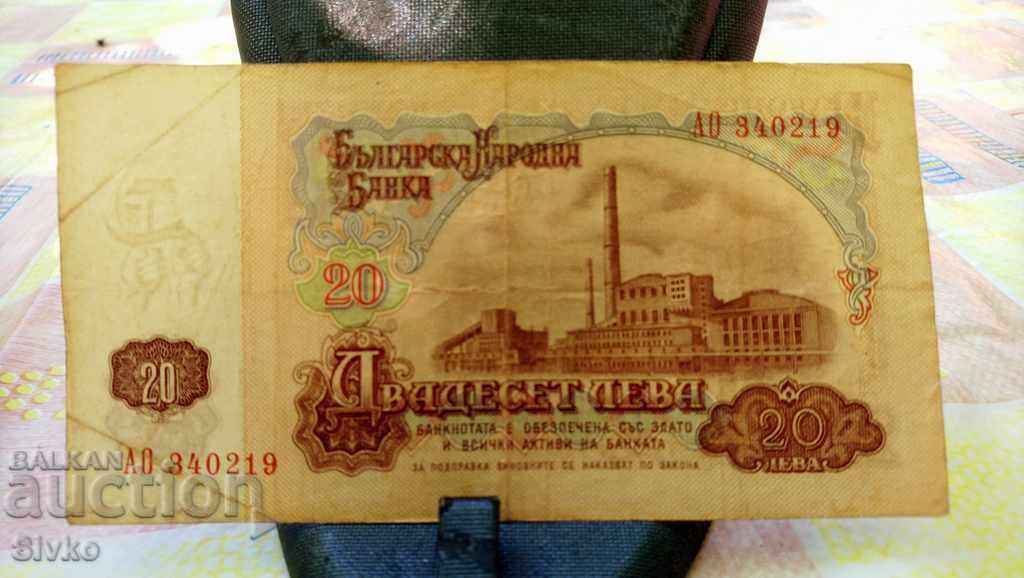 АО 340219
БЪЛГАРСКА НАРОДНА
БАНКА
20
ДВАДЕСЕТ ЛЕВА
БАНКНОТАТА Е ОБЕЗПЕЧЕНА СЪС ЗЛАТО
И ВСИЧКИ АКТИВИ НА БАНКАТА
ЗА ПОДПРАВКА ВИНОВНИТЕ СЕ НАКАЗВАТ ПО ЗАКОНА
20
ЛЕВА
20
АО 340219
BALKAN
auction
Sivko